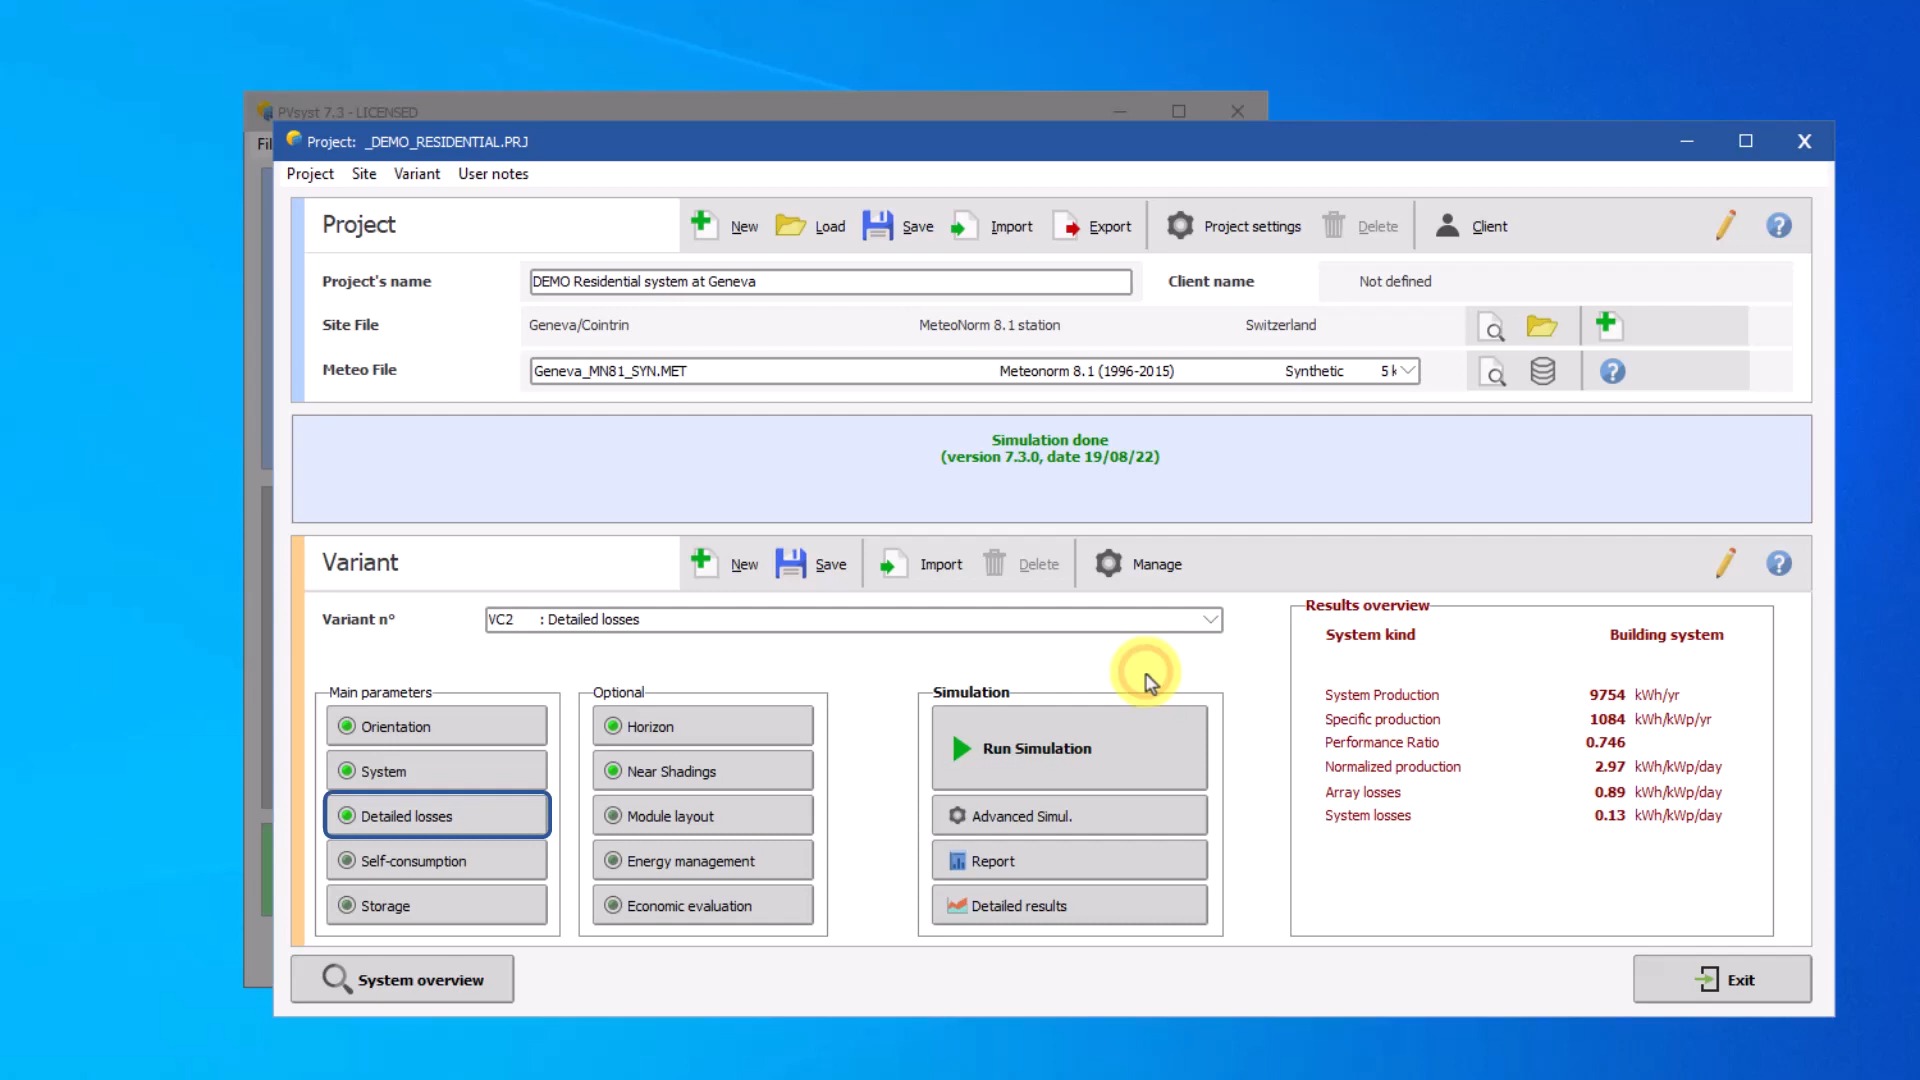 PVsyst 7.3 - LICENSED
Fil
Project: _DEMO_RESIDENTIAL.PRJ
Project Site Variant User notes
Project
New Load Save Import Export Project settings Delete Client
Project's name DEMO Residential system at Geneva Client name Not defined
Site File Geneva/Cointrin MeteoNorm 8.1 station Switzerland
Meteo File Geneva_MN81_SYN.MET Meteonorm 8.1 (1996-2015) Synthetic 5 k
Simulation done
(version 7.3.0, date 19/08/22)
Variant
New Save Import Delete Manage
Variant n° VC2 : Detailed losses
Main parameters
Orientation
System
Detailed losses
Self-consumption
Storage
Optional
Horizon
Near Shadings
Module layout
Energy management
Economic evaluation
Simulation
Run Simulation
Advanced Simul.
Report
Detailed results
Results overview
System kind Building system
System Production 9754 kWh/yr
Specific production 1084 kWh/kWp/yr
Performance Ratio 0.746
Normalized production 2.97 kWh/kWp/day
Array losses 0.89 kWh/kWp/day
System losses 0.13 kWh/kWp/day
System overview
Exit